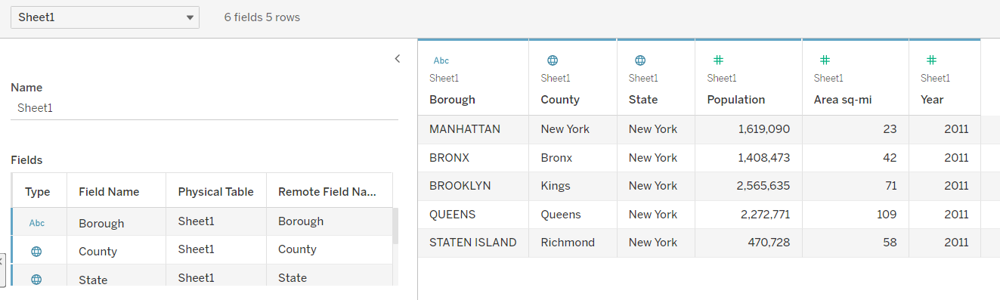 Sheet1
6 fields 5 rows
Name
Sheet1
Fields
Type Field Name Physical Table Remote Field Na...
Abc Borough Sheet1 Borough
County Sheet1 County
State Sheet1 State
Abc
Sheet1 Sheet1 Sheet1 Sheet1 Sheet1 Sheet1
Borough County State Population Area sq-mi Year
MANHATTAN New York New York 1,619,090 23 2011
BRONX Bronx New York 1,408,473 42 2011
BROOKLYN Kings New York 2,565,635 71 2011
QUEENS Queens New York 2,272,771 109 2011
STATEN ISLAND Richmond New York 470,728 58 2011